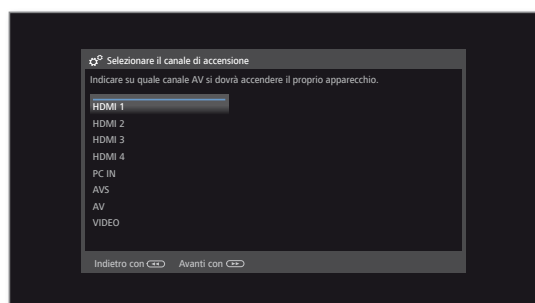 Selezionare il canale di accensione
Indicare su quale canale AV si dovrà accendere il proprio apparecchio.
HDMI 1
HDMI 2
HDMI 3
HDMI 4
PC IN
AVS
AV
VIDEO
Indietro con Avanti con